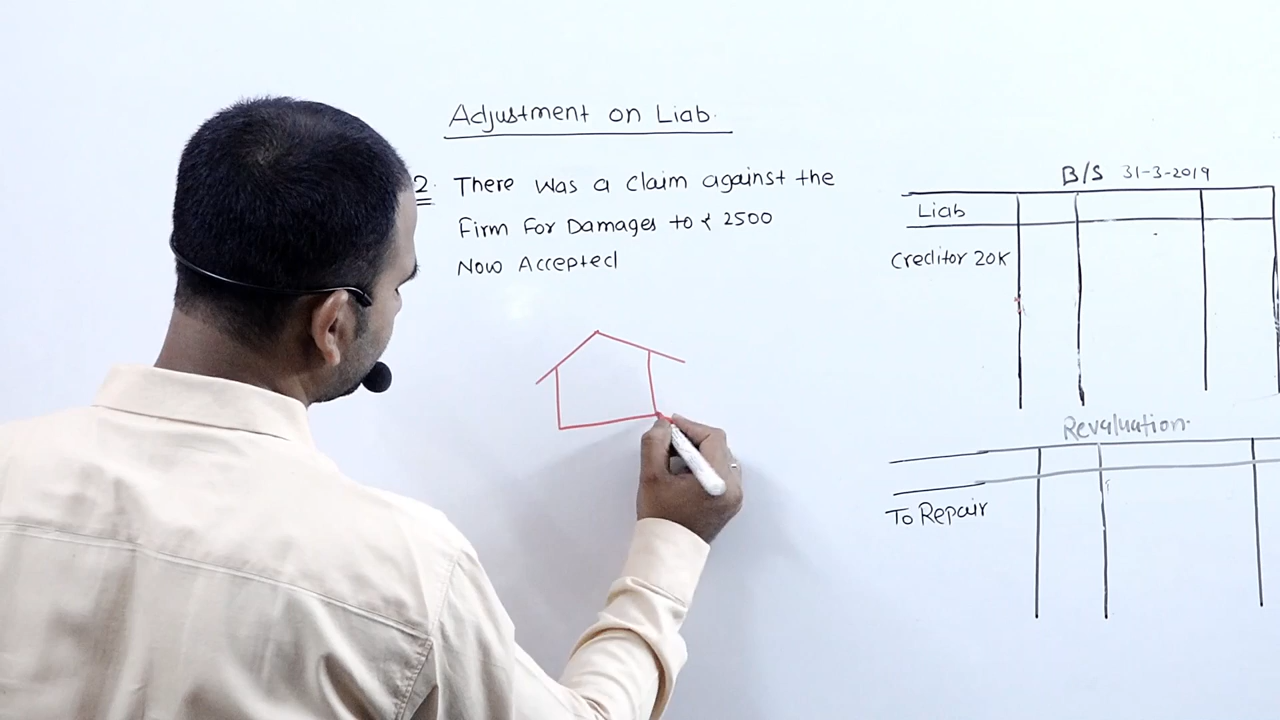 Adjustment on Liab.
2. There was a claim against the
Firm For Damages to ₹ 2500
Now Accepted
B/S 31-3-2019
Liab
Creditor 20K
Revaluation
To Repair